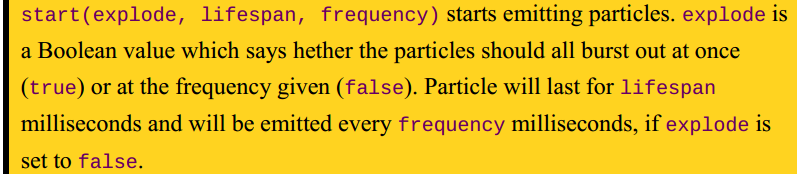 start(explode, lifespan, frequency) starts emitting particles. explode is
a Boolean value which says hether the particles should all burst out at once
(true) or at the frequency given (false). Particle will last for lifespan
milliseconds and will be emitted every frequency milliseconds, if explode is
set to false.